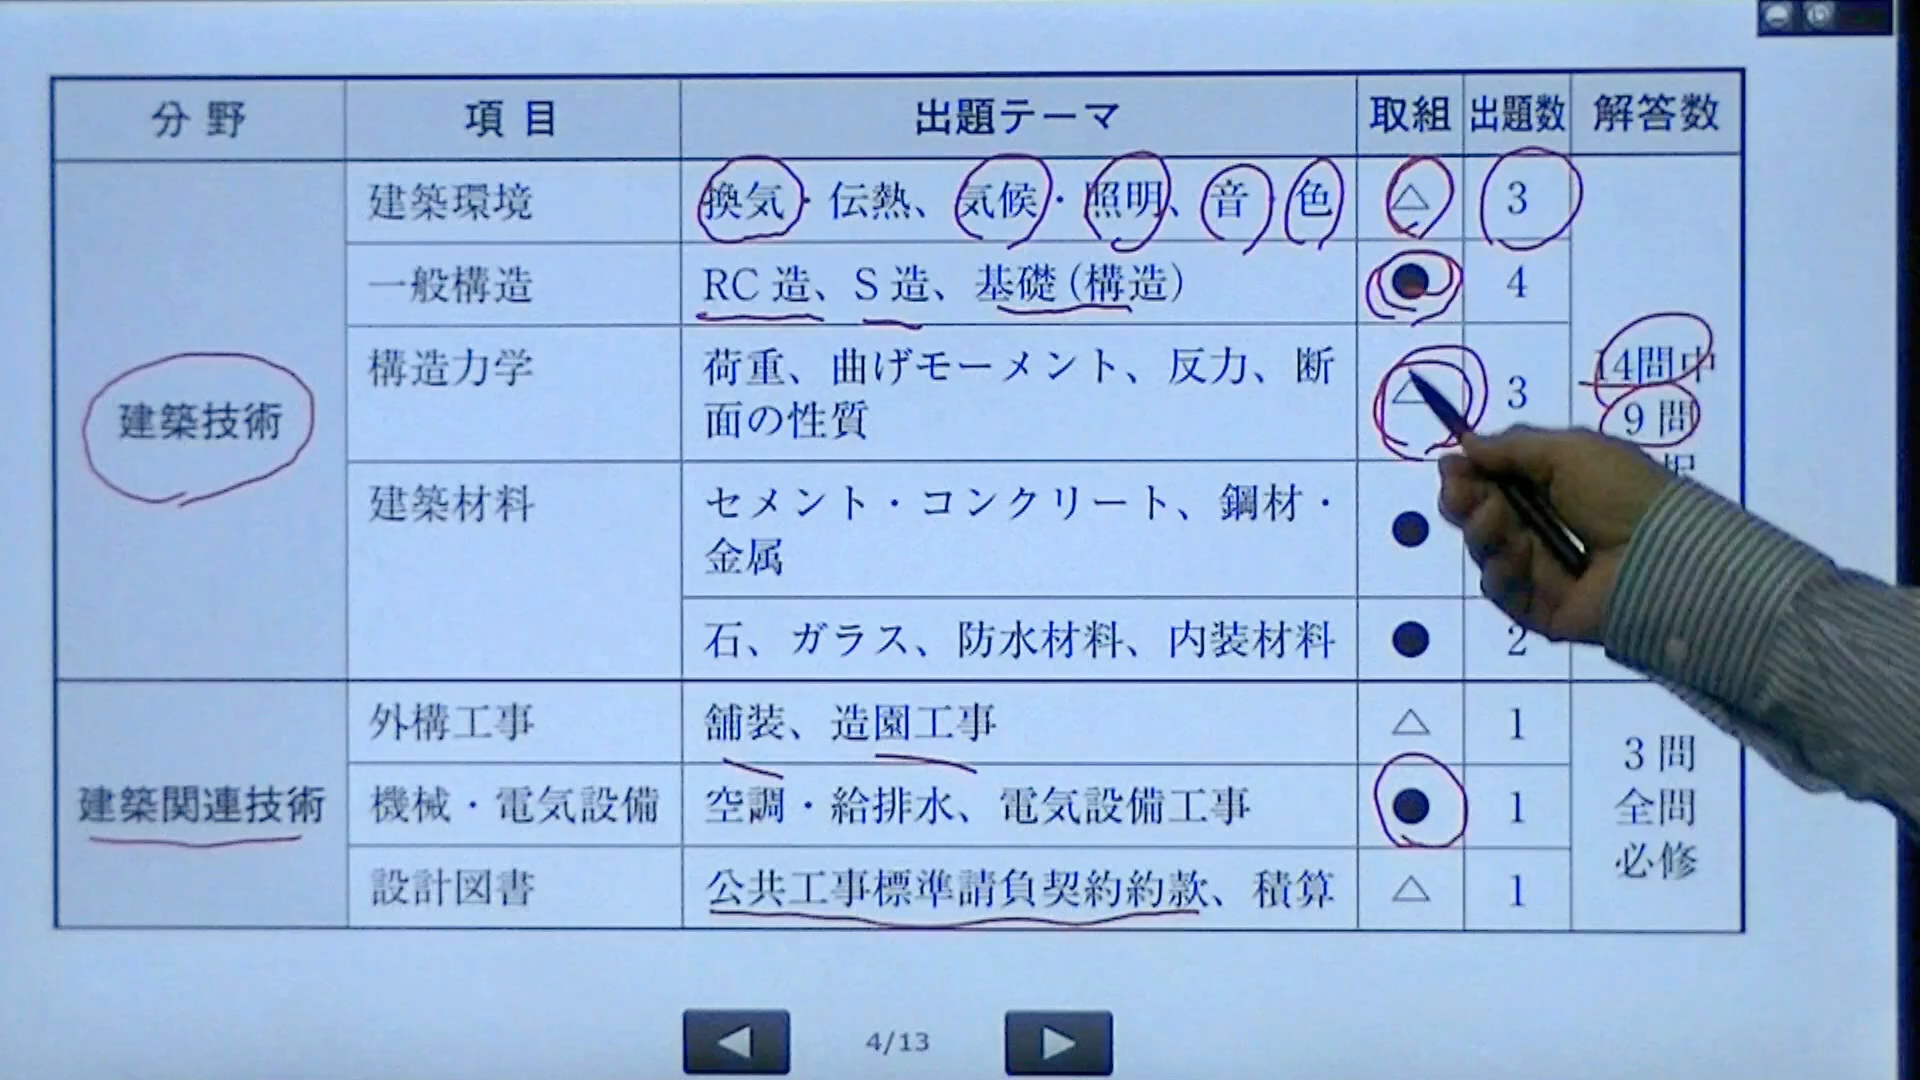 分野 項目 出題テーマ 取組 出題数 解答数
建築技術
建築環境 換気・伝熱、気候・照明、音・色 △ 3
一般構造 RC造、S造、基礎(構造) ● 4
構造力学 荷重、曲げモーメント、反力、断 △ 3
面の性質
14問中
9問
建築材料 セメント・コンクリート、鋼材・ ●
金属
石、ガラス、防水材料、内装材料 ● 2
建築関連技術
外構工事 舗装、造園工事 △ 1
機械・電気設備 空調・給排水、電気設備工事 ● 1
設計図書 公共工事標準請負契約約款、積算 △ 1
3問
全問
必修
4/13